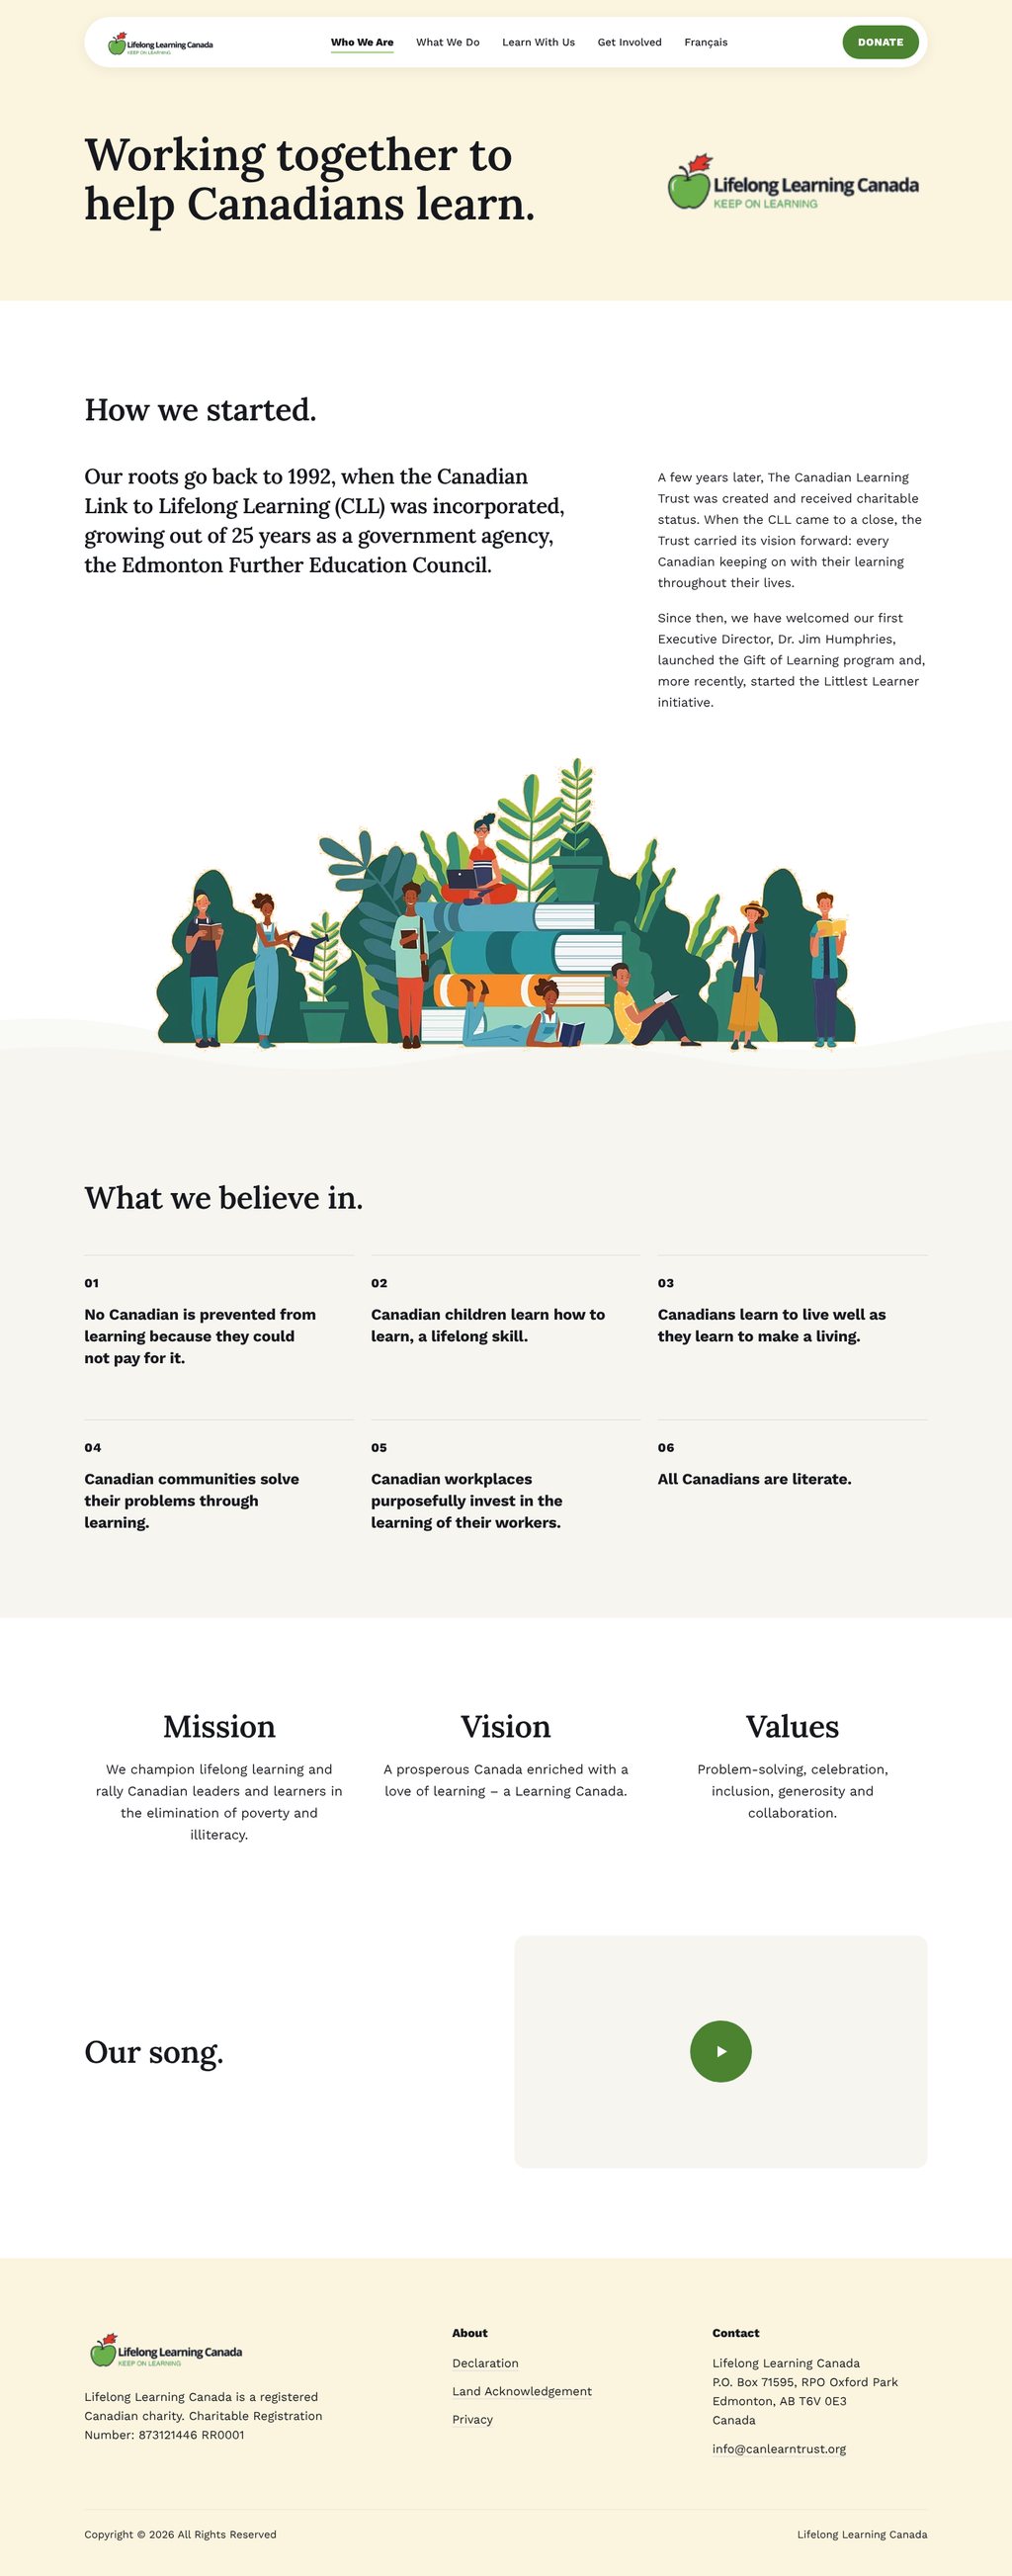 Lifelong Learning Canada
KEEP ON LEARNING
Who We Are
What We Do
Learn With Us
Get Involved
Français
DONATE
Working together to
help Canadians learn.
Lifelong Learning Canada
KEEP ON LEARNING
How we started.
Our roots go back to 1992, when the Canadian
Link to Lifelong Learning (CLL) was incorporated,
growing out of 25 years as a government agency,
the Edmonton Further Education Council.
A few years later, The Canadian Learning
Trust was created and received charitable
status. When the CLL came to a close, the
Trust carried its vision forward: every
Canadian keeping on with their learning
throughout their lives.
Since then, we have welcomed our first
Executive Director, Dr. Jim Humphries,
launched the Gift of Learning program and,
more recently, started the Littlest Learner
initiative.
What we believe in.
01
No Canadian is prevented from
learning because they could
not pay for it.
02
Canadian children learn how to
learn, a lifelong skill.
03
Canadians learn to live well as
they learn to make a living.
04
Canadian communities solve
their problems through
learning.
05
Canadian workplaces
purposefully invest in the
learning of their workers.
06
All Canadians are literate.
Mission
We champion lifelong learning and
rally Canadian leaders and learners in
the elimination of poverty and
illiteracy.
Vision
A prosperous Canada enriched with a
love of learning – a Learning Canada.
Values
Problem-solving, celebration,
inclusion, generosity and
collaboration.
Our song.
Lifelong Learning Canada
KEEP ON LEARNING
Lifelong Learning Canada is a registered
Canadian charity. Charitable Registration
Number: 873121446 RR0001
About
Declaration
Land Acknowledgement
Privacy
Contact
Lifelong Learning Canada
P.O. Box 71595, RPO Oxford Park
Edmonton, AB T6V 0E3
Canada
info@canlearntrust.org
Copyright © 2026 All Rights Reserved
Lifelong Learning Canada